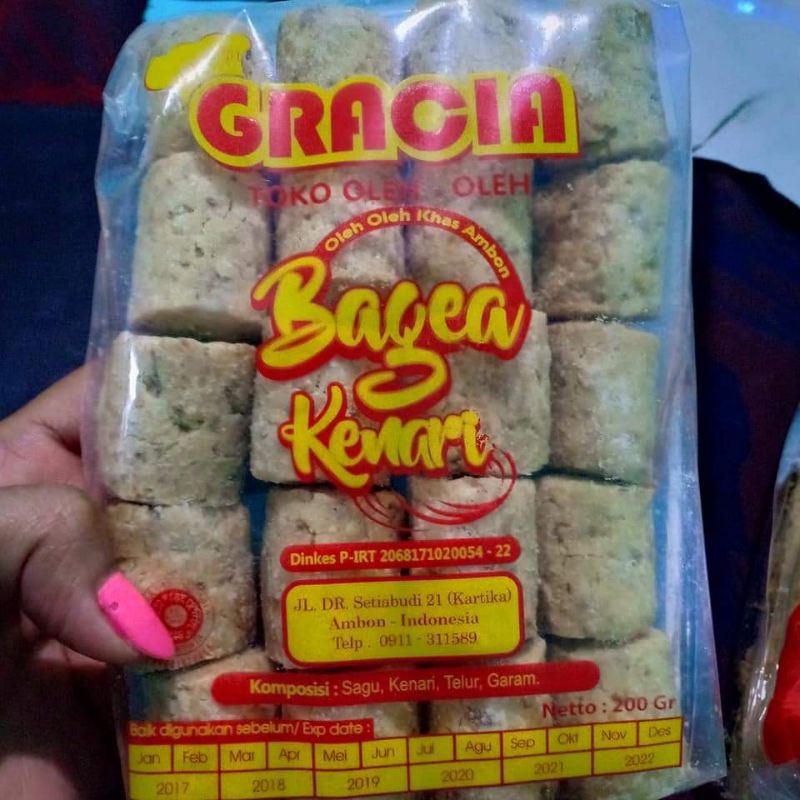 GRACIA
TOKO OLEH - OLEH
Oleh Oleh Khas Ambon
Bagea
Kenari
Dinkes P-IRT 2068171020054 - 22
JL. DR. Setiabudi 21 (Kartika)
Ambon - Indonesia
Telp . 0911 - 311589
Komposisi : Sagu, Kenari, Telur, Garam.
Netto : 200 Gr
Baik digunakan sebelum/ Exp date :
Jan Feb Mar Apr Mei Jun Jul Agu Sep Okt Nov Des
2017 2018 2019 2020 2021 2022